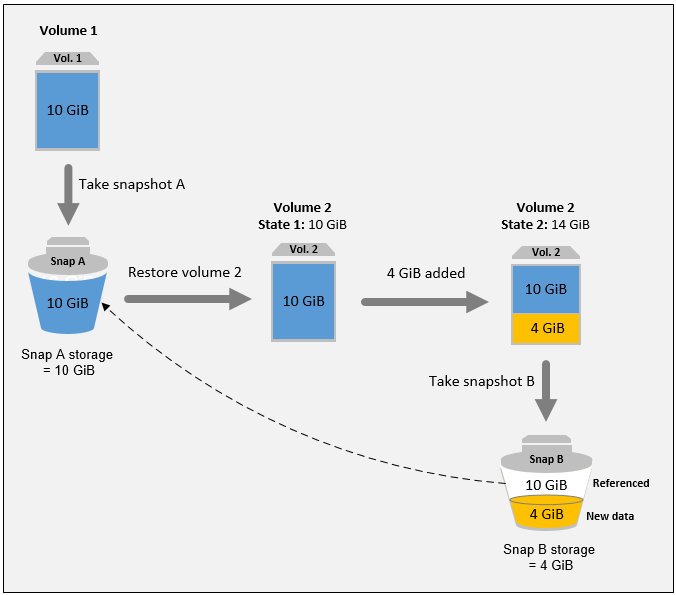 Volume 1
Vol. 1
10 GiB
Take snapshot A
Snap A
10 GiB
Snap A storage
= 10 GiB
Restore volume 2
Volume 2
State 1: 10 GiB
Vol. 2
10 GiB
4 GiB added
Volume 2
State 2: 14 GiB
Vol. 2
10 GiB
4 GiB
Take snapshot B
Snap B
10 GiB
Referenced
4 GiB
New data
Snap B storage
= 4 GiB